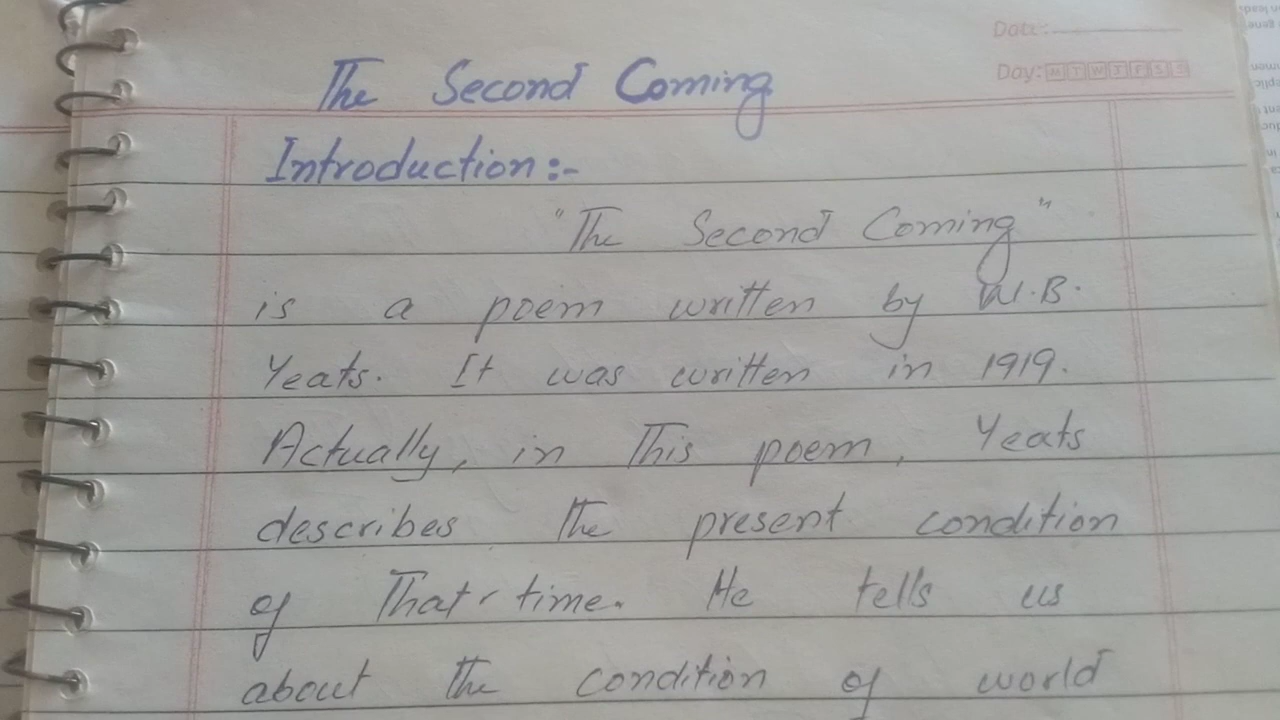 Date:
Day: M T W T F S S
The Second Coming
Introduction:-
"The Second Coming"
is a poem written by W.B.
Yeats. It was written in 1919.
Actually, in This poem, Yeats
describes the present condition
of That time. He tells us
about the condition of world